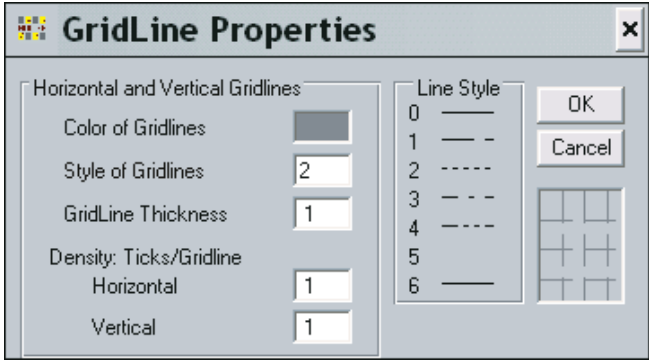 GridLine Properties
Horizontal and Vertical Gridlines
Color of Gridlines
Style of Gridlines 2
GridLine Thickness 1
Density: Ticks/Gridline
Horizontal 1
Vertical 1
Line Style
0
1
2
3
4
5
6
OK
Cancel